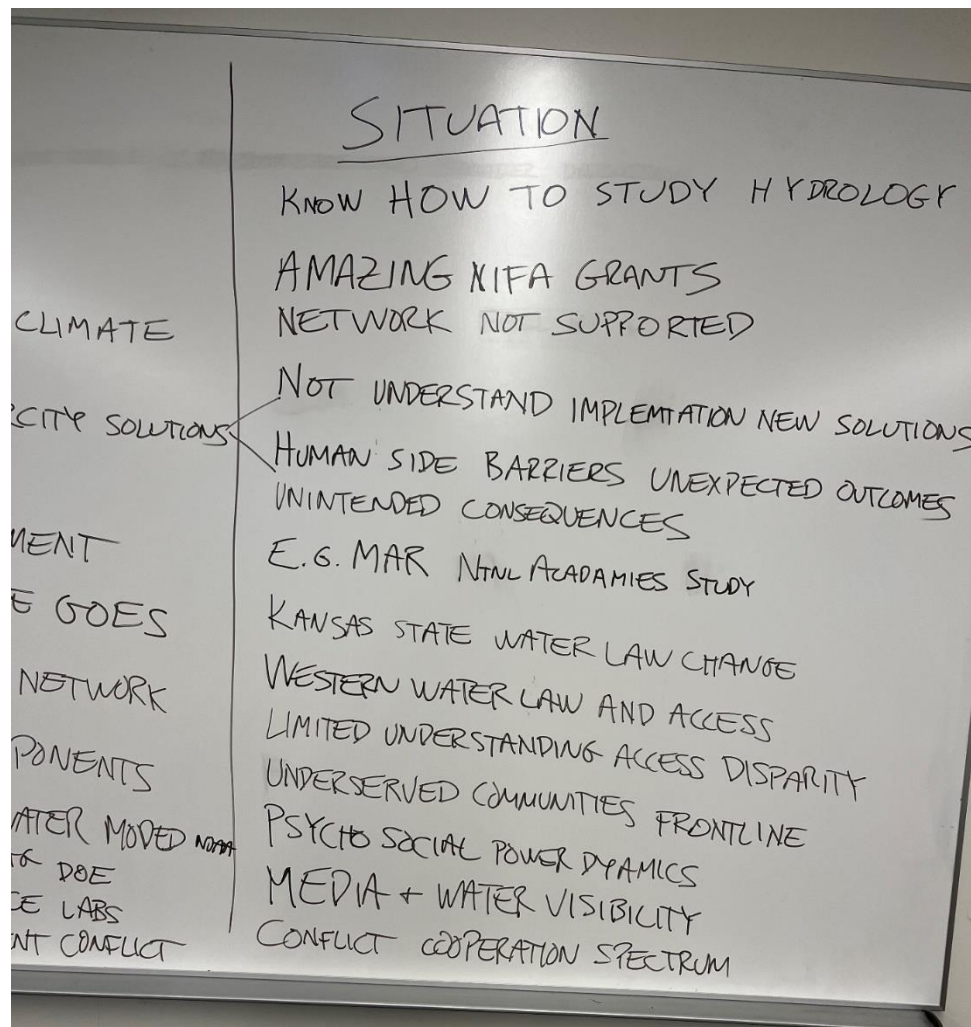 SITUATION
KNOW HOW TO STUDY HYDROLOGY
AMAZING NIFA GRANTS
NETWORK NOT SUPPORTED
NOT UNDERSTAND IMPLEMTATION NEW SOLUTIONS
HUMAN SIDE BARRIERS UNEXPECTED OUTCOMES
UNINTENDED CONSEQUENCES
E.G. MAR NTNL ACADAMIES STUDY
KANSAS STATE WATER LAW CHANGE
WESTERN WATER LAW AND ACCESS
LIMITED UNDERSTANDING ACCESS DISPARITY
UNDERSERVED COMMUNITIES FRONTLINE
PSYCHO SOCIAL POWER DYAMICS
MEDIA + WATER VISIBILITY
CONFLICT COOPERATION SPECTRUM
CLIMATE
RCITY SOLUTIONS
MENT
E GOES
NETWORK
PONENTS
ATER MODED NOAA
DOE
CE LABS
NT CONFLICT